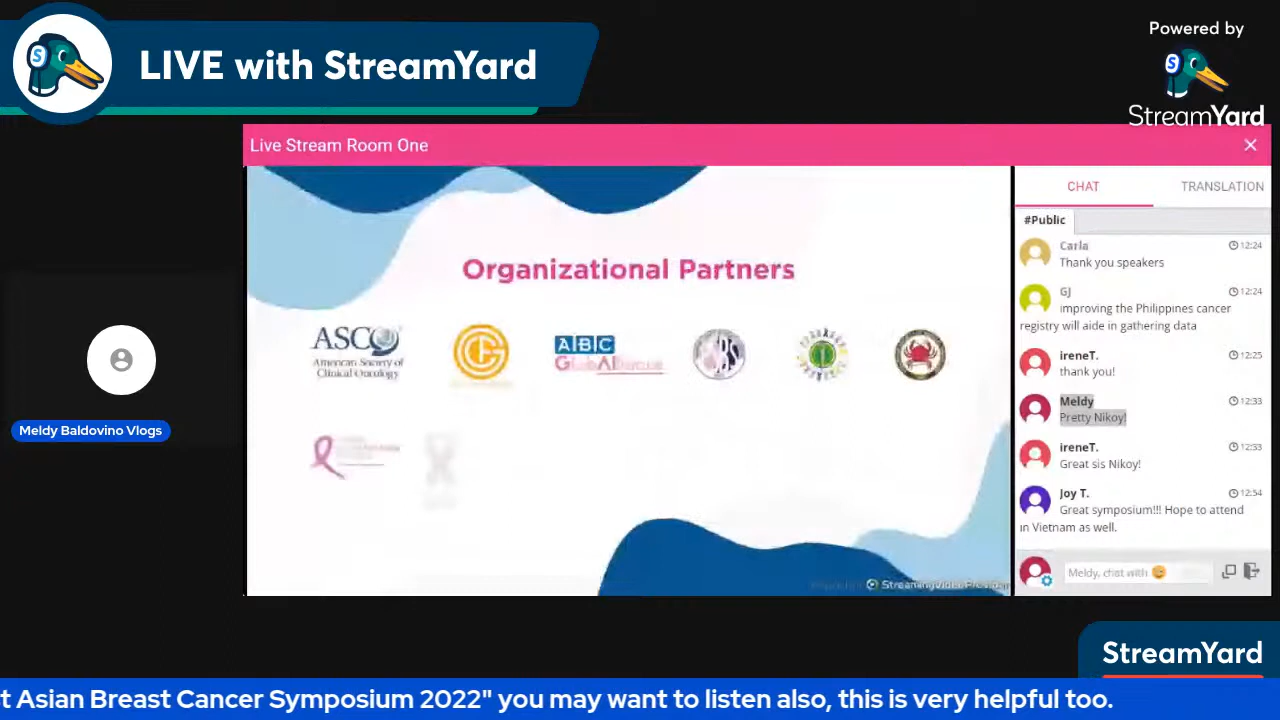 LIVE with StreamYard
Powered by
StreamYard
Live Stream Room One
CHAT
TRANSLATION
#Public
Organizational Partners
ASCO
American Society of
Clinical Oncology
ABC
Carla
12:24
Thank you speakers
GJ
12:24
improving the Philippines cancer
registry will aide in gathering data
ireneT.
12:25
thank you!
Meldy
12:33
Pretty Nikoy!
ireneT.
12:33
Great sis Nikoy!
Joy T.
12:54
Great symposium!!! Hope to attend
in Vietnam as well.
Meldy, chat with
Meldy Baldovino Vlogs
StreamYard
t Asian Breast Cancer Symposium 2022" you may want to listen also, this is very helpful too.